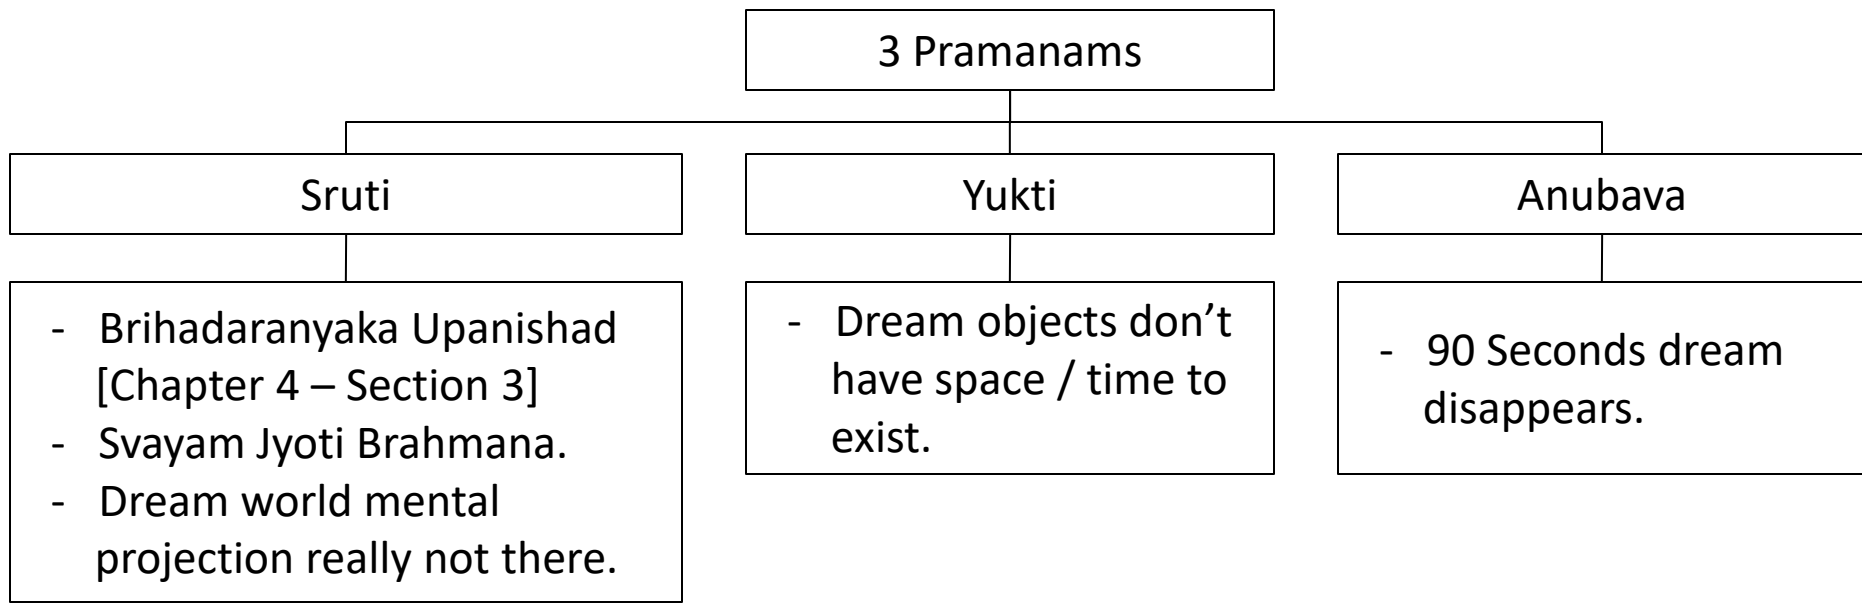 3 Pramanams
Sruti
Yukti
Anubava
- Brihadaranyaka Upanishad
[Chapter 4 – Section 3]
- Svayam Jyoti Brahmana.
- Dream world mental
projection really not there.
- Dream objects don’t
have space / time to
exist.
- 90 Seconds dream
disappears.